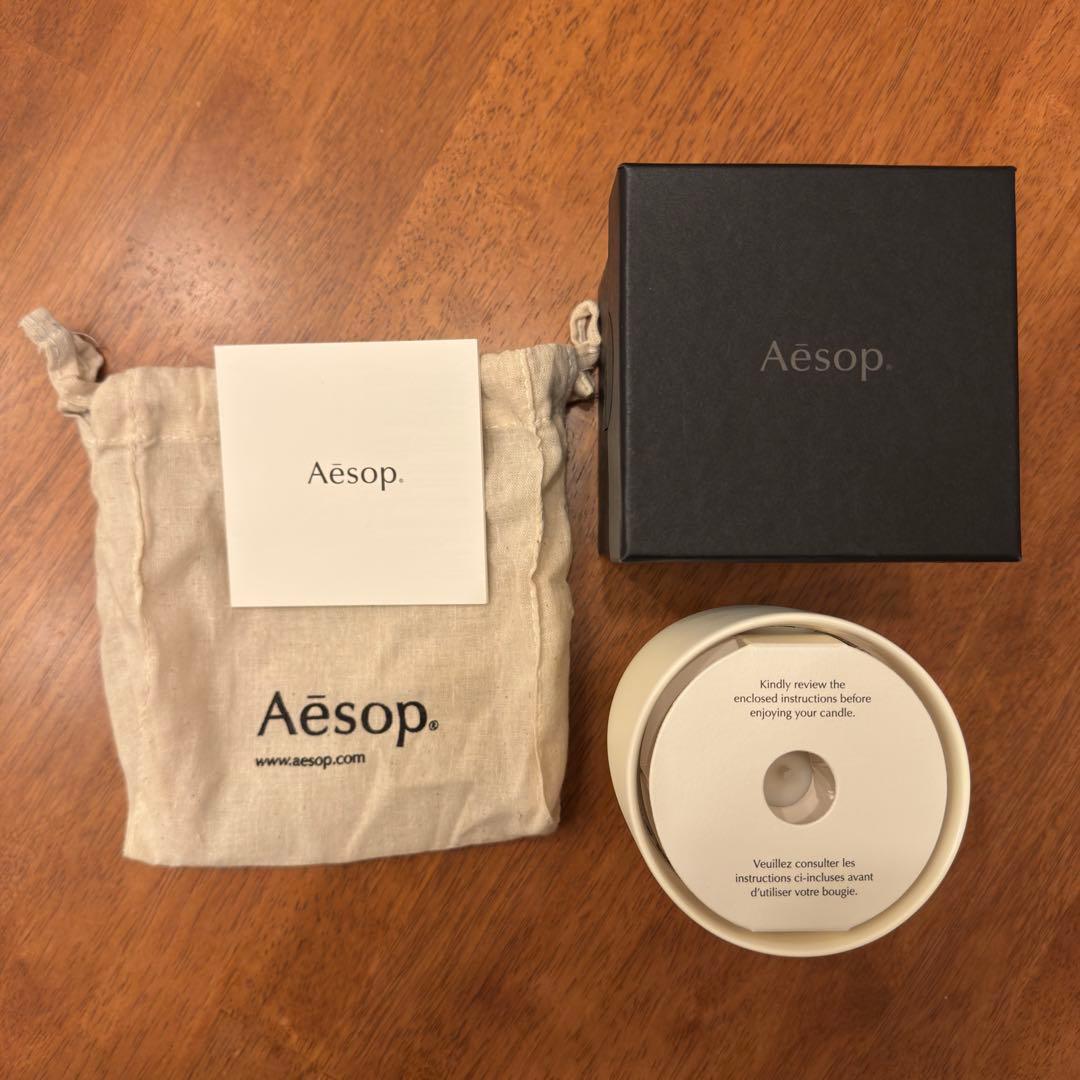 Aēsop.
Aēsop®
www.aesop.com
Aēsop.
Kindly review the
enclosed instructions before
enjoying your candle.
Veuillez consulter les
instructions ci-incluses avant
d'utiliser votre bougie.